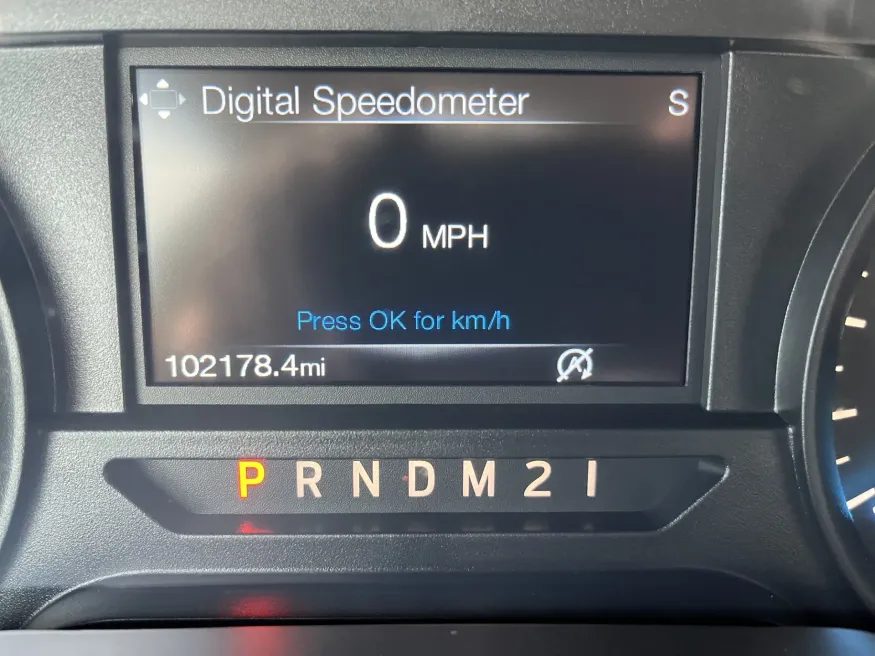 Digital Speedometer S
0 MPH
Press OK for km/h
102178.4mi
P R N D M 2 1